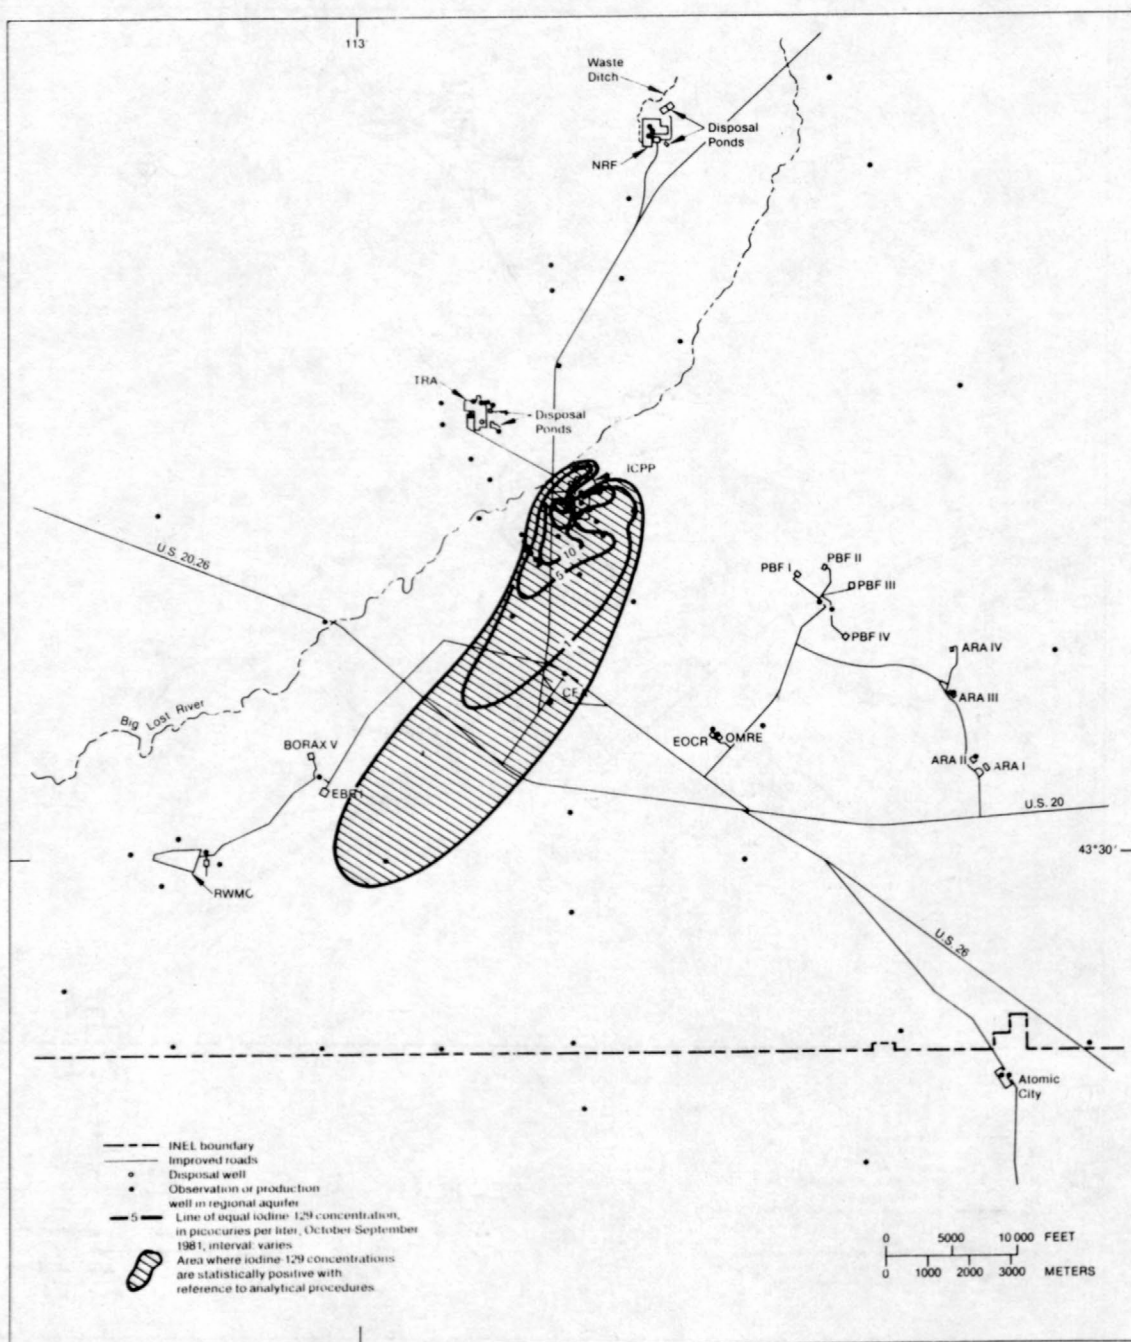 113
Waste
Ditch
Disposal
Ponds
NRF
TRA
Disposal
Ponds
ICPP
U.S. 20,26
10
5
1
PBF I
PBF II
PBF III
PBF IV
ARA IV
ARA III
Big Lost River
CFA
BORAX V
EOCR
OMRE
ARA II
ARA I
EBR I
U.S. 20
43°30'
RWMC
U.S. 26
Atomic
City
INEL boundary
Improved roads
Disposal well
Observation or production
well in regional aquifer
5 Line of equal iodine-129 concentration,
in picocuries per liter, October September
1981, interval varies
Area where iodine-129 concentrations
are statistically positive with
reference to analytical procedures
0 5000 10 000 FEET
0 1000 2000 3000 METERS